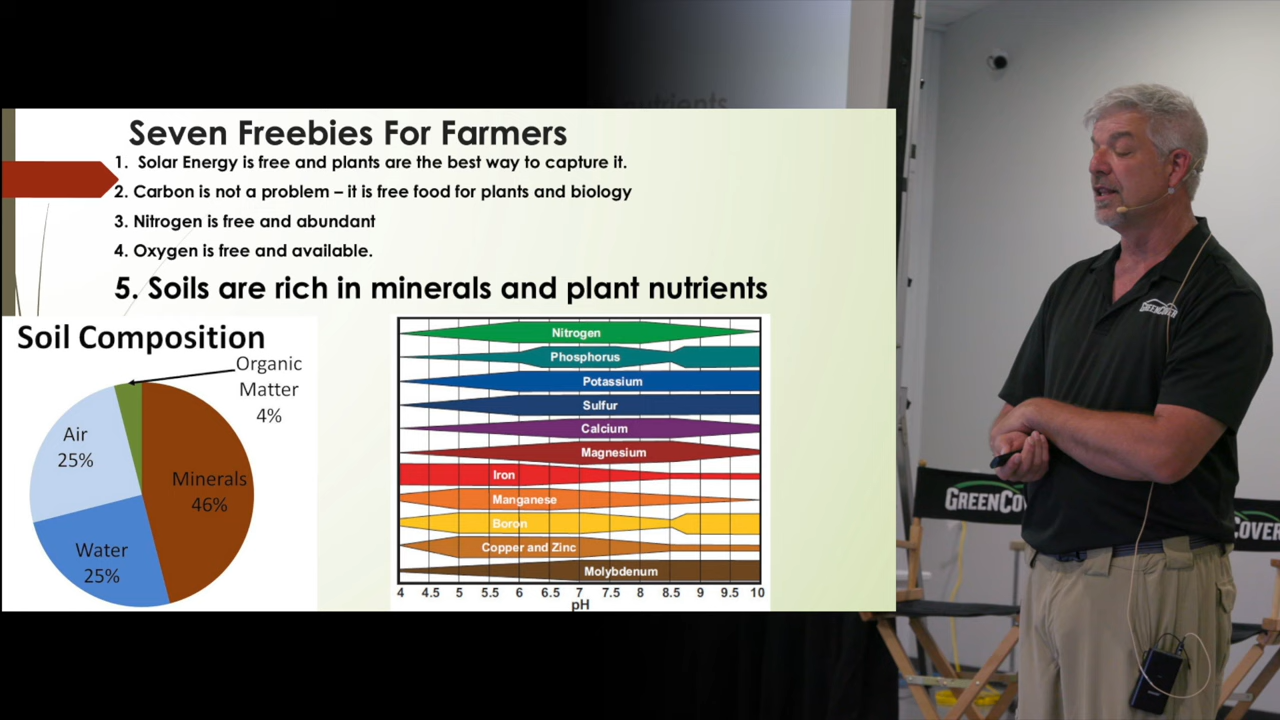 nutrients
Seven Freebies For Farmers
1. Solar Energy is free and plants are the best way to capture it.
2. Carbon is not a problem – it is free food for plants and biology
3. Nitrogen is free and abundant
4. Oxygen is free and available.
5. Soils are rich in minerals and plant nutrients
Soil Composition
Organic
Matter
4%
Air
25%
Minerals
46%
Water
25%
Nitrogen
Phosphorus
Potassium
Sulfur
Calcium
Magnesium
Iron
Manganese
Boron
Copper and Zinc
Molybdenum
4 4.5 5 5.5 6 6.5 7 7.5 8 8.5 9 9.5 10
pH
GREENCOVER
GREENCO
COVER